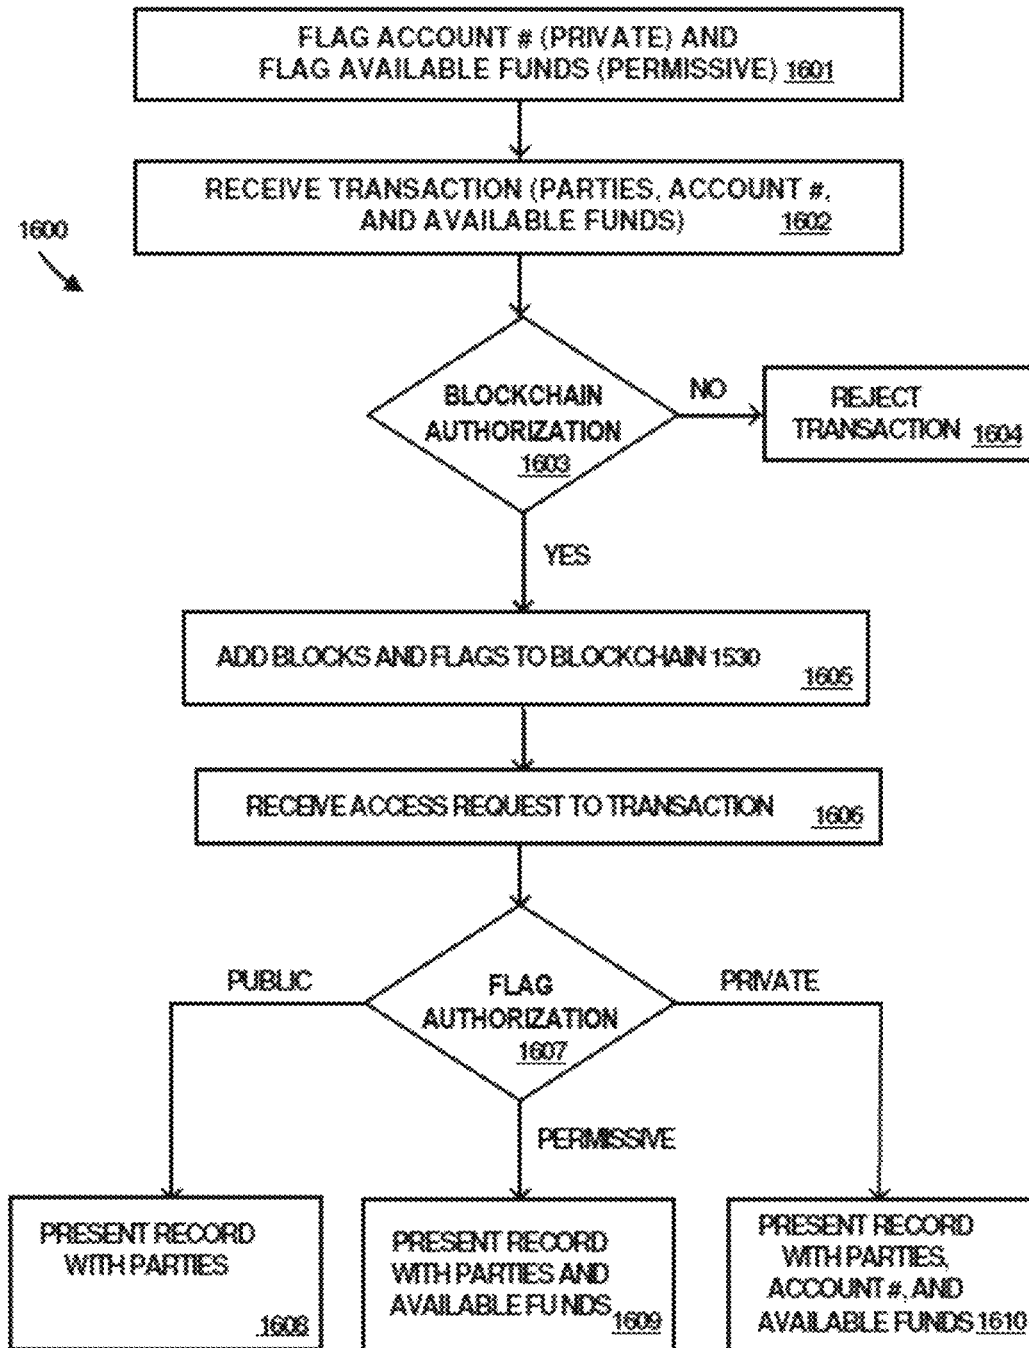 FLAG ACCOUNT # (PRIVATE) AND
FLAG AVAILABLE FUNDS (PERMISSIVE) 1601
RECEIVE TRANSACTION (PARTIES, ACCOUNT #,
AND AVAILABLE FUNDS) 1602
1600
BLOCKCHAIN
AUTHORIZATION
1603
NO
REJECT
TRANSACTION 1604
YES
ADD BLOCKS AND FLAGS TO BLOCKCHAIN 1530
1605
RECEIVE ACCESS REQUEST TO TRANSACTION 1606
PUBLIC
FLAG
AUTHORIZATION
1607
PRIVATE
PERMISSIVE
PRESENT RECORD
WITH PARTIES
1608
PRESENT RECORD
WITH PARTIES AND
AVAILABLE FUNDS 1609
PRESENT RECORD
WITH PARTIES,
ACCOUNT #, AND
AVAILABLE FUNDS 1610